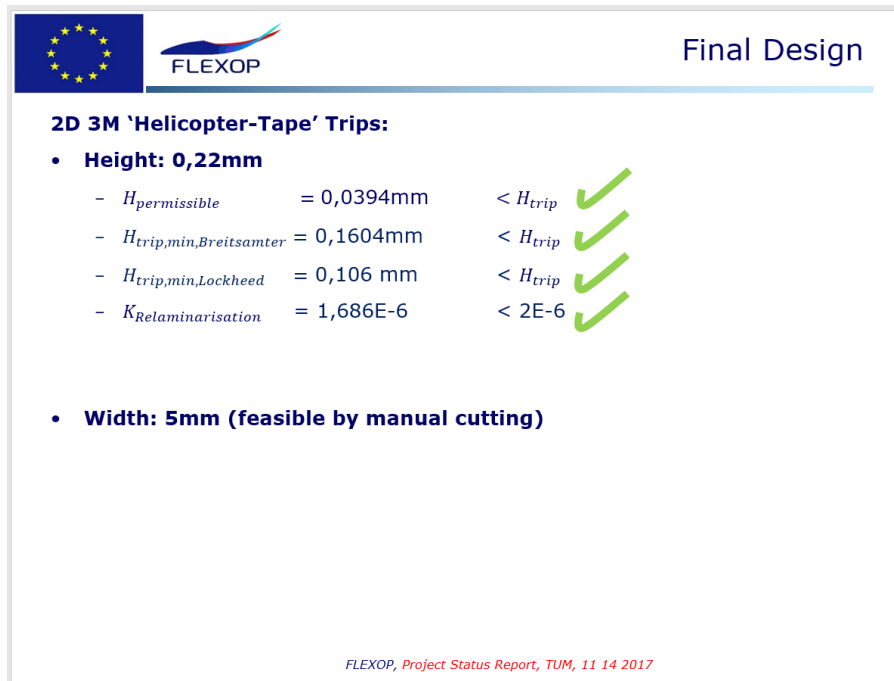 FLEXOP
Final Design
2D 3M ‘Helicopter-Tape’ Trips:
• Height: 0,22mm
– H_permissible = 0,0394mm < H_trip
– H_trip,min,Breitsamter = 0,1604mm < H_trip
– H_trip,min,Lockheed = 0,106 mm < H_trip
– K_Relaminarisation = 1,686E-6 < 2E-6
• Width: 5mm (feasible by manual cutting)
FLEXOP, Project Status Report, TUM, 11 14 2017